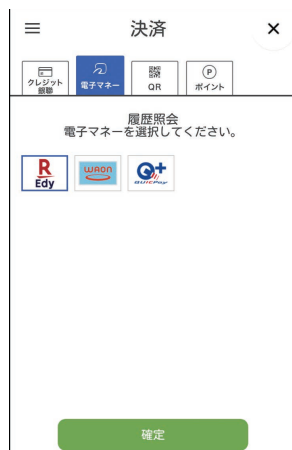 決済
クレジット
銀聯
電子マネー
QR
P
ポイント
履歴照会
電子マネーを選択してください。
R
Edy
WAON
Q+
QUICPay
確定